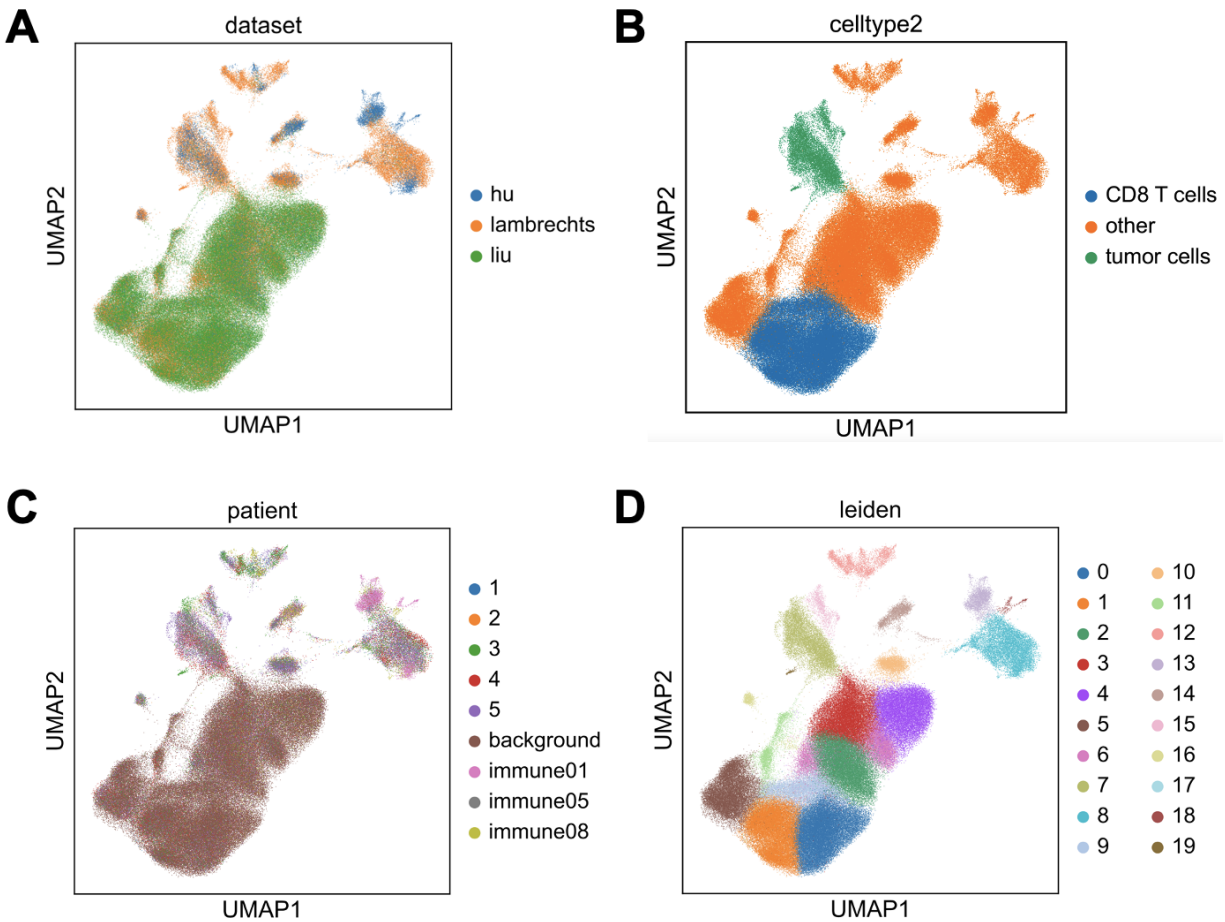 A
dataset
UMAP2
UMAP1
hu
lambrechts
liu
B
celltype2
UMAP2
UMAP1
CD8 T cells
other
tumor cells
C
patient
UMAP2
UMAP1
1
2
3
4
5
background
immune01
immune05
immune08
D
leiden
UMAP2
UMAP1
0 10
1 11
2 12
3 13
4 14
5 15
6 16
7 17
8 18
9 19